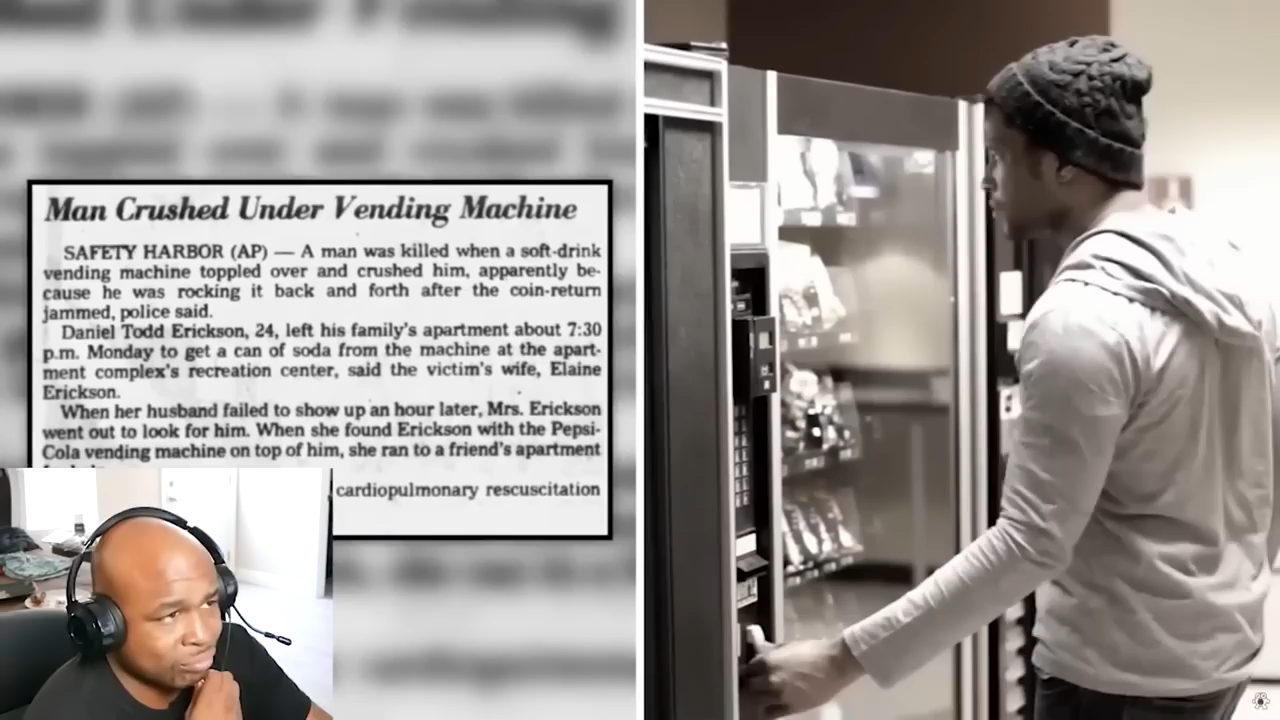 Man Crushed Under Vending Machine
SAFETY HARBOR (AP) — A man was killed when a soft-drink
vending machine toppled over and crushed him, apparently be-
cause he was rocking it back and forth after the coin-return
jammed, police said.
Daniel Todd Erickson, 24, left his family's apartment about 7:30
p.m. Monday to get a can of soda from the machine at the apart-
ment complex's recreation center, said the victim's wife, Elaine
Erickson.
When her husband failed to show up an hour later, Mrs. Erickson
went out to look for him. When she found Erickson with the Pepsi-
Cola vending machine on top of him, she ran to a friend's apartment
cardiopulmonary rescuscitation